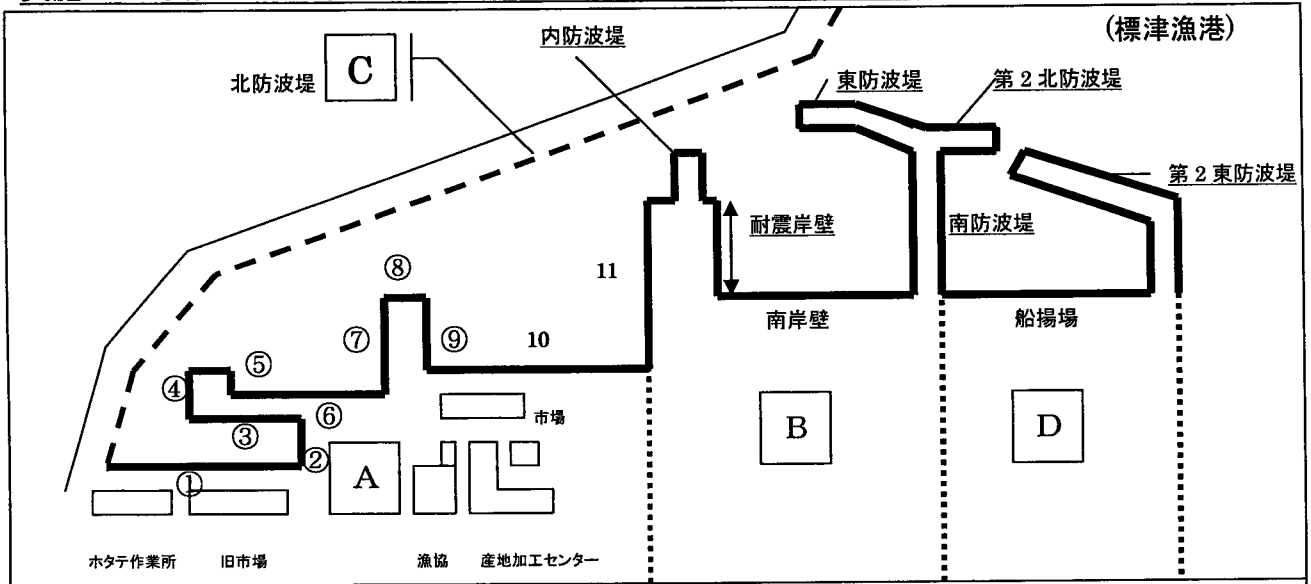 (標津漁港)
内防波堤
北防波堤
C
東防波堤
第2北防波堤
第2東防波堤
耐震岸壁
南防波堤
⑧
11
南岸壁
船揚場
⑦
⑨
10
⑤
④
⑥
市場
③
②
A
B
D
①
ホタテ作業所
旧市場
漁協
産地加工センター